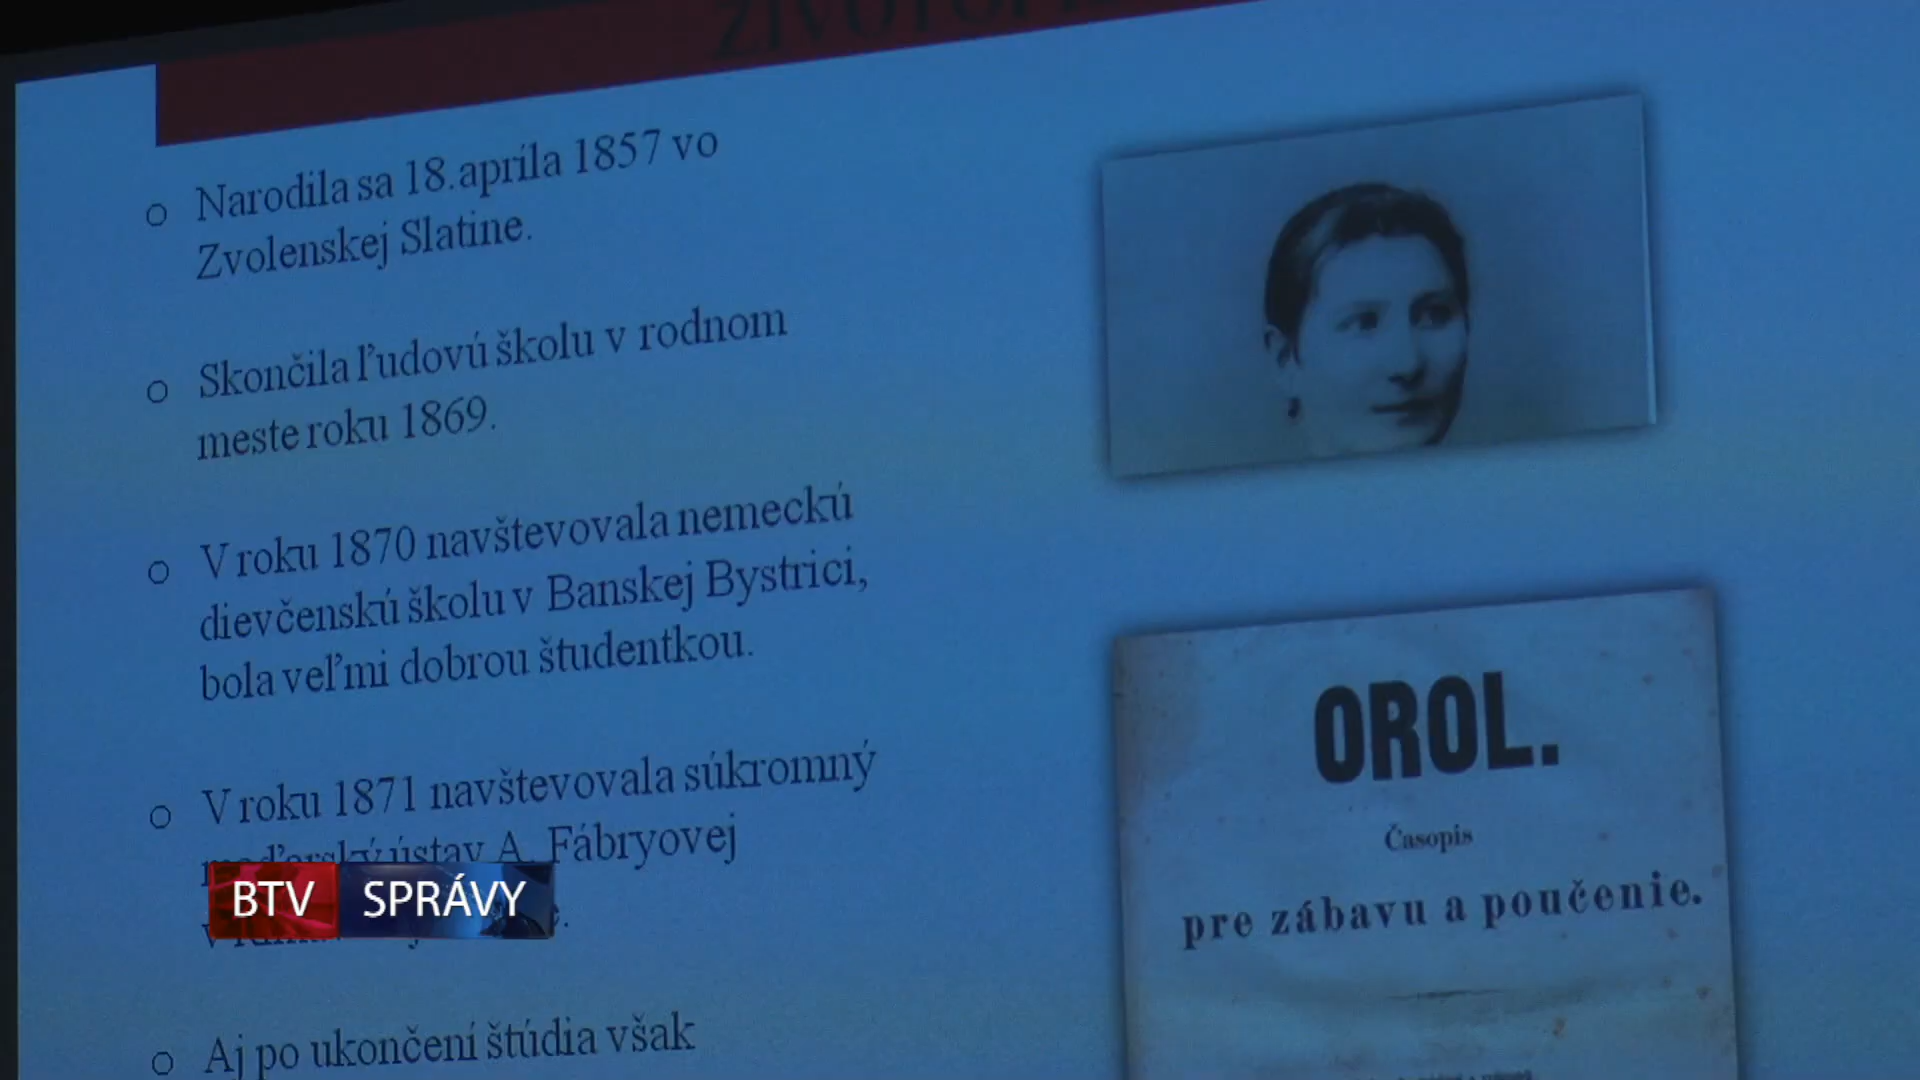 Narodila sa 18.apríla 1857 vo
Zvolenskej Slatine.
Skončila ľudovú školu v rodnom
meste roku 1869.
V roku 1870 navštevovala nemeckú
dievčenskú školu v Banskej Bystrici,
bola veľmi dobrou študentkou.
V roku 1871 navštevovala súkromný
maďarský ústav A. Fábryovej
Aj po ukončení štúdia však
OROL.
Časopis
pre zábavu a poučenie.
BTV SPRÁVY